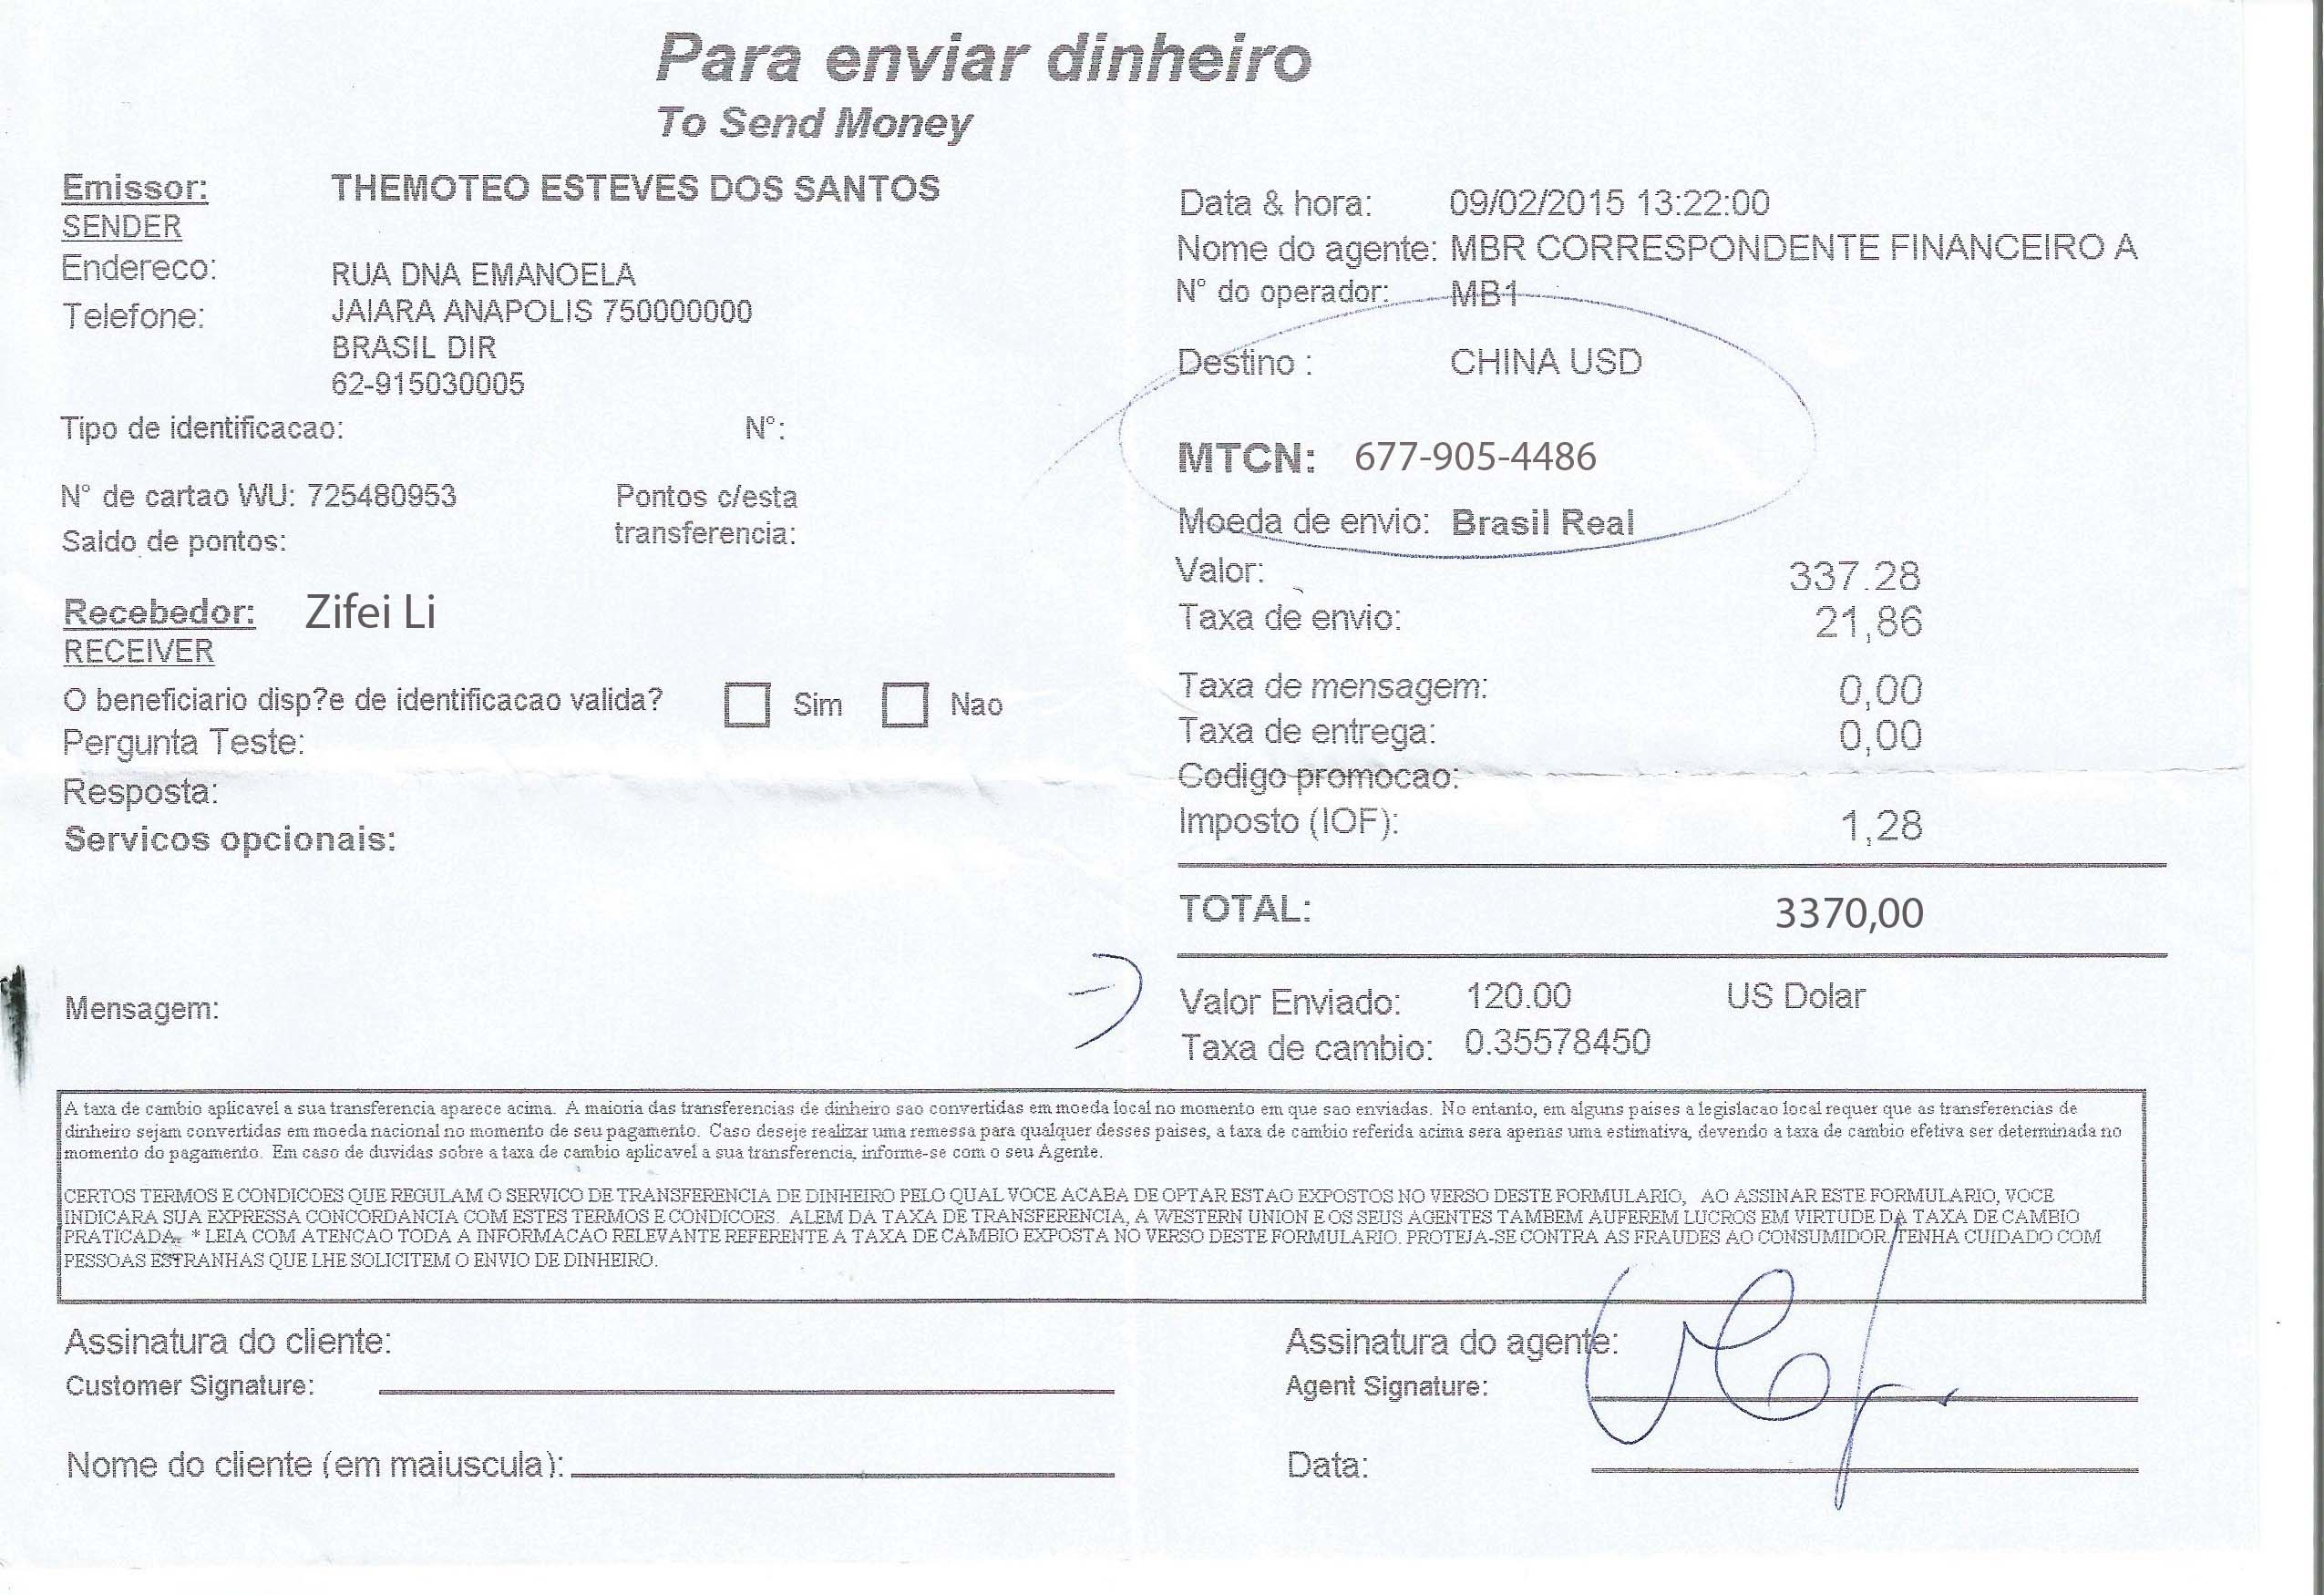 Para enviar dinheiro
To Send Money
Emissor: THEMOTEO ESTEVES DOS SANTOS
SENDER
Endereco: RUA DNA EMANOELA
Telefone: JAIARA ANAPOLIS 750000000
BRASIL DIR
62-915030005
Tipo de identificacao: N°:
N° de cartao WU: 725480953 Pontos c/esta
transferencia:
Saldo de pontos:
Recebedor: Zifei Li
RECEIVER
O beneficiario disp?e de identificacao valida? Sim Nao
Pergunta Teste:
Resposta:
Servicos opcionais:
Mensagem:
Data & hora: 09/02/2015 13:22:00
Nome do agente: MBR CORRESPONDENTE FINANCEIRO A
N° do operador: MB1
Destino : CHINA USD
MTCN: 677-905-4486
Moeda de envio: Brasil Real
Valor: 337.28
Taxa de envio: 21,86
Taxa de mensagem: 0,00
Taxa de entrega: 0,00
Codigo promocao:
Imposto (IOF): 1,28
TOTAL: 3370,00
Valor Enviado: 120.00 US Dolar
Taxa de cambio: 0.35578450
A taxa de cambio aplicavel a sua transferencia aparece acima. A maioria das transferencias de dinheiro sao convertidas em moeda local no momento em que sao enviadas. No entanto, em alguns paises a legislacao local requer que as transferencias de
dinheiro sejam convertidas em moeda nacional no momento de seu pagamento. Caso deseje realizar uma remessa para qualquer desses paises, a taxa de cambio referida acima sera apenas uma estimativa, devendo a taxa de cambio efetiva ser determinada no
momento do pagamento. Em caso de duvidas sobre a taxa de cambio aplicavel a sua transferencia, informe-se com o seu Agente.
CERTOS TERMOS E CONDICOES QUE REGULAM O SERVICO DE TRANSFERENCIA DE DINHEIRO PELO QUAL VOCE ACABA DE OPTAR ESTAO EXPOSTOS NO VERSO DESTE FORMULARIO, AO ASSINAR ESTE FORMULARIO, VOCE
INDICARA SUA EXPRESSA CONCORDANCIA COM ESTES TERMOS E CONDICOES. ALEM DA TAXA DE TRANSFERENCIA, A WESTERN UNION E OS SEUS AGENTES TAMBEM AUFEREM LUCROS EM VIRTUDE DA TAXA DE CAMBIO
PRATICADA. * LEIA COM ATENCAO TODA A INFORMACAO RELEVANTE REFERENTE A TAXA DE CAMBIO EXPOSTA NO VERSO DESTE FORMULARIO. PROTEJA-SE CONTRA AS FRAUDES AO CONSUMIDOR. TENHA CUIDADO COM
PESSOAS ESTRANHAS QUE LHE SOLICITEM O ENVIO DE DINHEIRO.
Assinatura do cliente:
Customer Signature:
Nome do cliente (em maiuscula):
Assinatura do agente:
Agent Signature:
Data: